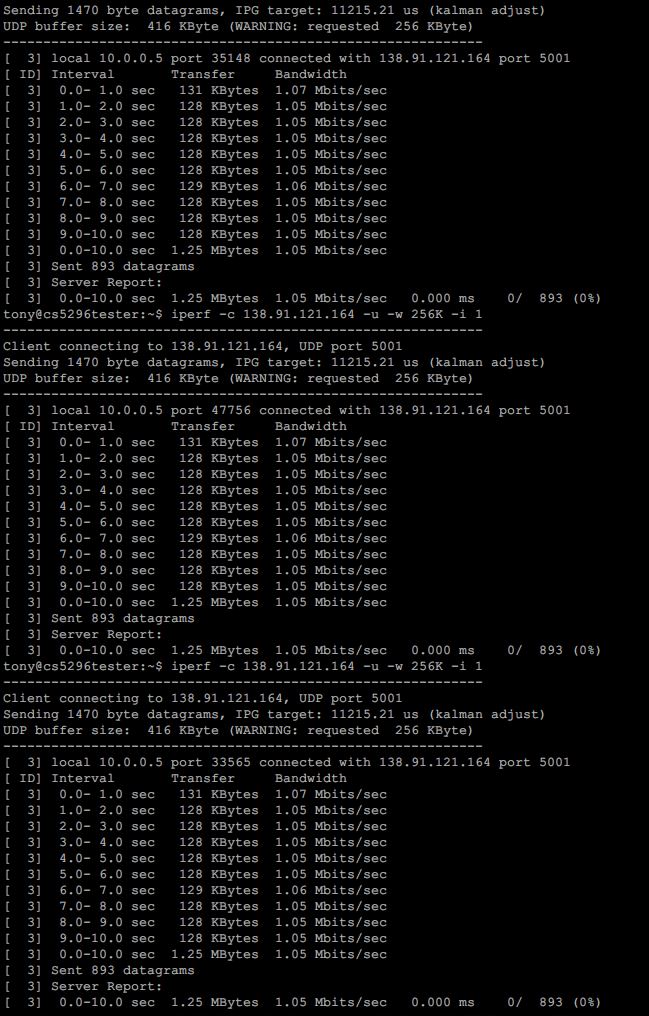 Sending 1470 byte datagrams, IPG target: 11215.21 us (kalman adjust)
UDP buffer size:  416 KByte (WARNING: requested  256 KByte)
------------------------------------------------------------
[  3] local 10.0.0.5 port 35148 connected with 138.91.121.164 port 5001
[ ID] Interval       Transfer     Bandwidth
[  3]  0.0- 1.0 sec   131 KBytes  1.07 Mbits/sec
[  3]  1.0- 2.0 sec   128 KBytes  1.05 Mbits/sec
[  3]  2.0- 3.0 sec   128 KBytes  1.05 Mbits/sec
[  3]  3.0- 4.0 sec   128 KBytes  1.05 Mbits/sec
[  3]  4.0- 5.0 sec   128 KBytes  1.05 Mbits/sec
[  3]  5.0- 6.0 sec   128 KBytes  1.05 Mbits/sec
[  3]  6.0- 7.0 sec   129 KBytes  1.06 Mbits/sec
[  3]  7.0- 8.0 sec   128 KBytes  1.05 Mbits/sec
[  3]  8.0- 9.0 sec   128 KBytes  1.05 Mbits/sec
[  3]  9.0-10.0 sec   128 KBytes  1.05 Mbits/sec
[  3]  0.0-10.0 sec  1.25 MBytes  1.05 Mbits/sec
[  3] Sent 893 datagrams
[  3] Server Report:
[  3]  0.0-10.0 sec  1.25 MBytes  1.05 Mbits/sec   0.000 ms    0/  893 (0%)
tony@cs5296tester:~$ iperf -c 138.91.121.164 -u -w 256K -i 1
------------------------------------------------------------
Client connecting to 138.91.121.164, UDP port 5001
Sending 1470 byte datagrams, IPG target: 11215.21 us (kalman adjust)
UDP buffer size:  416 KByte (WARNING: requested  256 KByte)
------------------------------------------------------------
[  3] local 10.0.0.5 port 47756 connected with 138.91.121.164 port 5001
[ ID] Interval       Transfer     Bandwidth
[  3]  0.0- 1.0 sec   131 KBytes  1.07 Mbits/sec
[  3]  1.0- 2.0 sec   128 KBytes  1.05 Mbits/sec
[  3]  2.0- 3.0 sec   128 KBytes  1.05 Mbits/sec
[  3]  3.0- 4.0 sec   128 KBytes  1.05 Mbits/sec
[  3]  4.0- 5.0 sec   128 KBytes  1.05 Mbits/sec
[  3]  5.0- 6.0 sec   128 KBytes  1.05 Mbits/sec
[  3]  6.0- 7.0 sec   129 KBytes  1.06 Mbits/sec
[  3]  7.0- 8.0 sec   128 KBytes  1.05 Mbits/sec
[  3]  8.0- 9.0 sec   128 KBytes  1.05 Mbits/sec
[  3]  9.0-10.0 sec   128 KBytes  1.05 Mbits/sec
[  3]  0.0-10.0 sec  1.25 MBytes  1.05 Mbits/sec
[  3] Sent 893 datagrams
[  3] Server Report:
[  3]  0.0-10.0 sec  1.25 MBytes  1.05 Mbits/sec   0.000 ms    0/  893 (0%)
tony@cs5296tester:~$ iperf -c 138.91.121.164 -u -w 256K -i 1
------------------------------------------------------------
Client connecting to 138.91.121.164, UDP port 5001
Sending 1470 byte datagrams, IPG target: 11215.21 us (kalman adjust)
UDP buffer size:  416 KByte (WARNING: requested  256 KByte)
------------------------------------------------------------
[  3] local 10.0.0.5 port 33565 connected with 138.91.121.164 port 5001
[ ID] Interval       Transfer     Bandwidth
[  3]  0.0- 1.0 sec   131 KBytes  1.07 Mbits/sec
[  3]  1.0- 2.0 sec   128 KBytes  1.05 Mbits/sec
[  3]  2.0- 3.0 sec   128 KBytes  1.05 Mbits/sec
[  3]  3.0- 4.0 sec   128 KBytes  1.05 Mbits/sec
[  3]  4.0- 5.0 sec   128 KBytes  1.05 Mbits/sec
[  3]  5.0- 6.0 sec   128 KBytes  1.05 Mbits/sec
[  3]  6.0- 7.0 sec   129 KBytes  1.06 Mbits/sec
[  3]  7.0- 8.0 sec   128 KBytes  1.05 Mbits/sec
[  3]  8.0- 9.0 sec   128 KBytes  1.05 Mbits/sec
[  3]  9.0-10.0 sec   128 KBytes  1.05 Mbits/sec
[  3]  0.0-10.0 sec  1.25 MBytes  1.05 Mbits/sec
[  3] Sent 893 datagrams
[  3] Server Report:
[  3]  0.0-10.0 sec  1.25 MBytes  1.05 Mbits/sec   0.000 ms    0/  893 (0%)